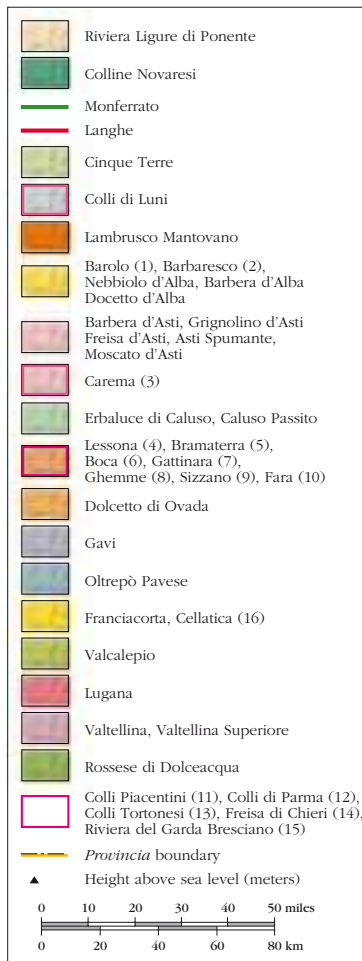 Riviera Ligure di Ponente
Colline Novaresi
Monferrato
Langhe
Cinque Terre
Colli di Luni
Lambrusco Mantovano
Barolo (1), Barbaresco (2),
Nebbiolo d'Alba, Barbera d'Alba
Docetto d'Alba
Barbera d'Asti, Grignolino d'Asti
Freisa d'Asti, Asti Spumante,
Moscato d'Asti
Carema (3)
Erbaluce di Caluso, Caluso Passito
Lessona (4), Bramaterra (5),
Boca (6), Gattinara (7),
Ghemme (8), Sizzano (9), Fara (10)
Dolcetto di Ovada
Gavi
Oltrepò Pavese
Franciacorta, Cellatica (16)
Valcalepio
Lugana
Valtellina, Valtellina Superiore
Rossese di Dolceacqua
Colli Piacentini (11), Colli di Parma (12),
Colli Tortonesi (13), Freisa di Chieri (14),
Riviera del Garda Bresciano (15)
Provincia boundary
Height above sea level (meters)
0 10 20 30 40 50 miles
0 20 40 60 80 km